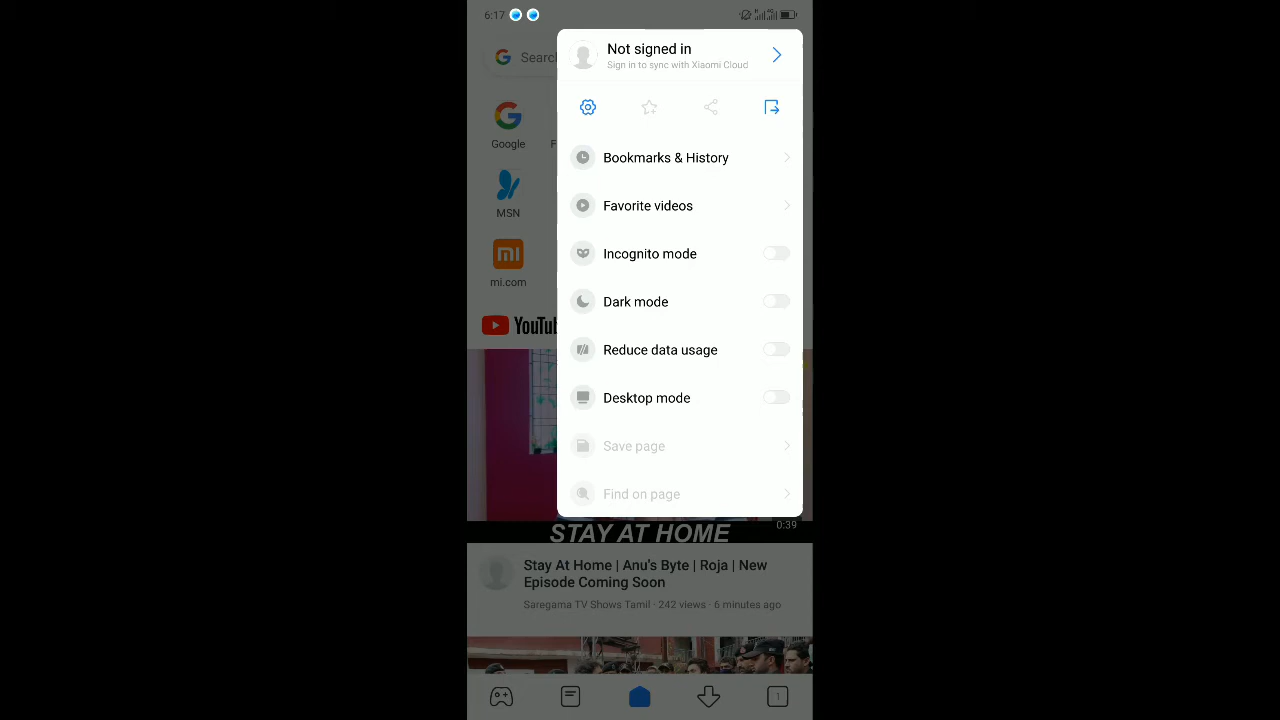 6:17
Not signed in
Sign in to sync with Xiaomi Cloud
Search
Google
F
MSN
mi
mi.com
YouTub
Bookmarks & History
Favorite videos
Incognito mode
Dark mode
Reduce data usage
Desktop mode
Save page
Find on page
0:39
STAY AT HOME
Stay At Home | Anu's Byte | Roja | New
Episode Coming Soon
Saregama TV Shows Tamil · 242 views · 6 minutes ago
1